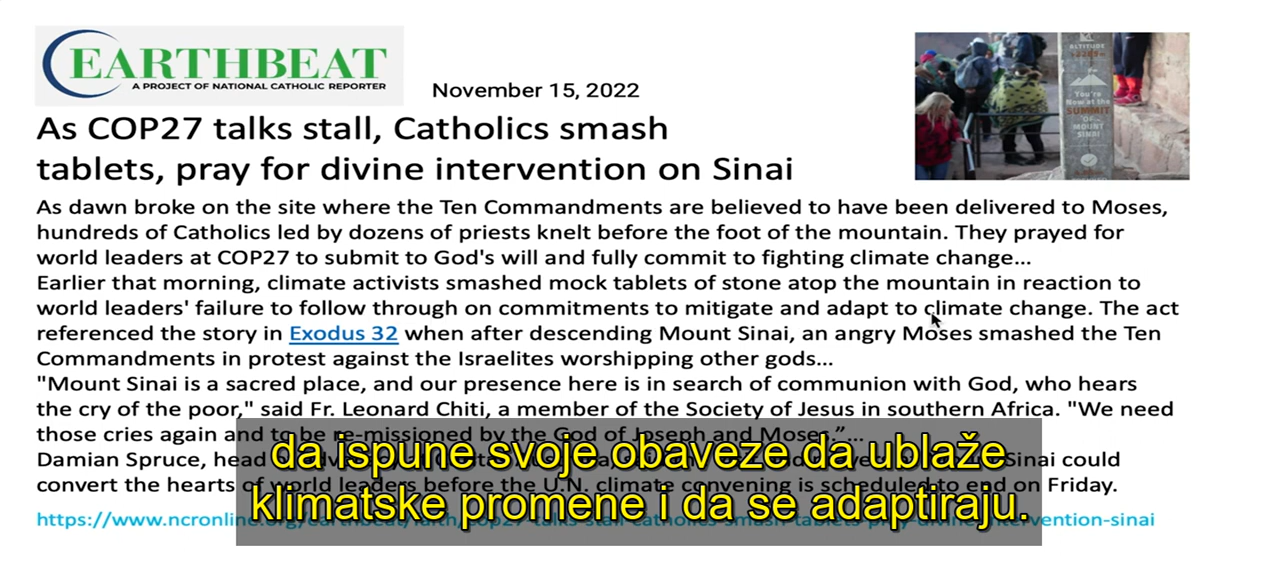 EARTHBEAT
A PROJECT OF NATIONAL CATHOLIC REPORTER
November 15, 2022
As COP27 talks stall, Catholics smash
tablets, pray for divine intervention on Sinai
ALTITUDE
You're
Now at the
SUMMIT
OF
MOUNT
SINAI
As dawn broke on the site where the Ten Commandments are believed to have been delivered to Moses,
hundreds of Catholics led by dozens of priests knelt before the foot of the mountain. They prayed for
world leaders at COP27 to submit to God's will and fully commit to fighting climate change...
Earlier that morning, climate activists smashed mock tablets of stone atop the mountain in reaction to
world leaders' failure to follow through on commitments to mitigate and adapt to climate change. The act
referenced the story in Exodus 32 when after descending Mount Sinai, an angry Moses smashed the Ten
Commandments in protest against the Israelites worshipping other gods...
"Mount Sinai is a sacred place, and our presence here is in search of communion with God, who hears
the cry of the poor," said Fr. Leonard Chiti, a member of the Society of Jesus in southern Africa. "We need
those cries again and to be re-missioned by the God of Joseph and Moses."...
Damian Spruce, head Sinai could
convert the hearts of world leaders before the U.N. climate convening is scheduled to end on Friday.
https://www.ncronline.org/earthbeat/faith/cop27-talks-stall-catholics-smash-tablets-pray-divine-intervention-sinai
da ispune svoje obaveze da ublaže
klimatske promene i da se adaptiraju.